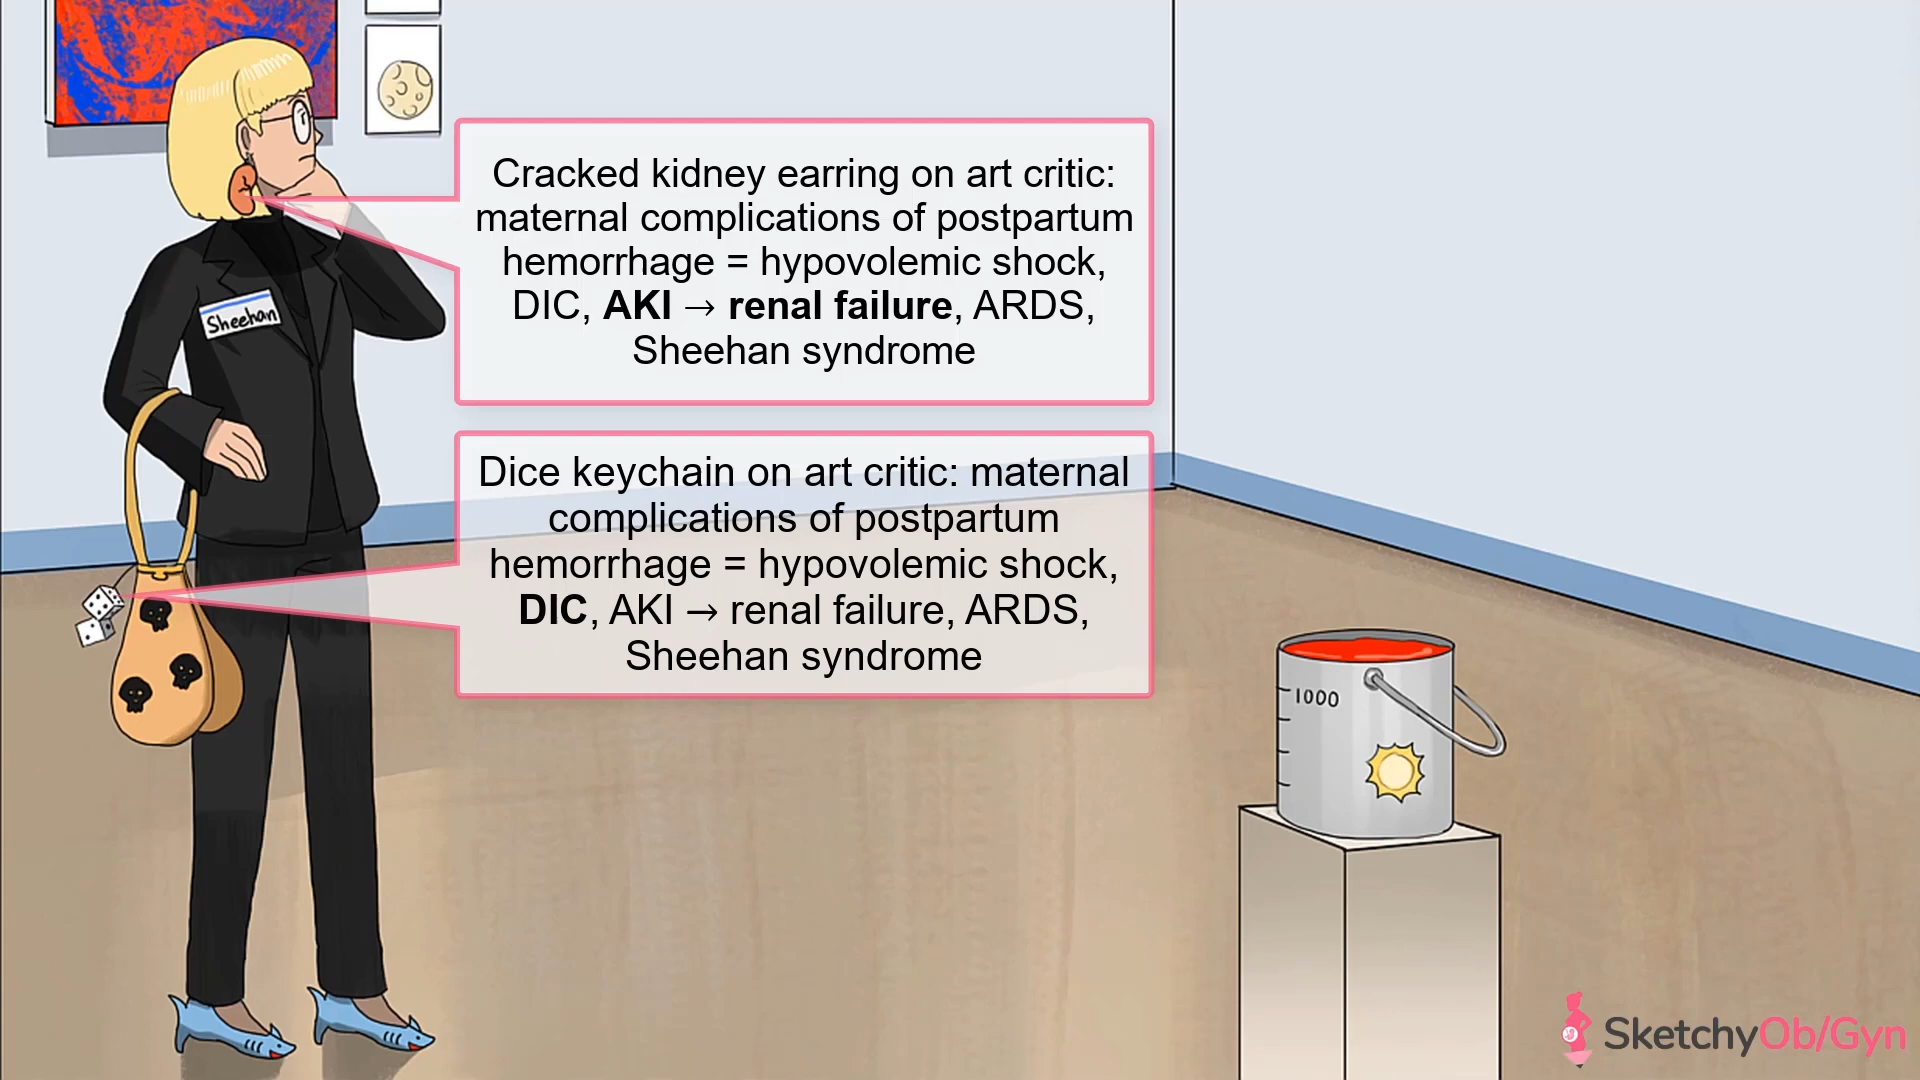 Cracked kidney earring on art critic:
maternal complications of postpartum
hemorrhage = hypovolemic shock,
DIC, AKI → renal failure, ARDS,
Sheehan syndrome
Sheehan
Dice keychain on art critic: maternal
complications of postpartum
hemorrhage = hypovolemic shock,
DIC, AKI → renal failure, ARDS,
Sheehan syndrome
1000
SketchyOb/Gyn